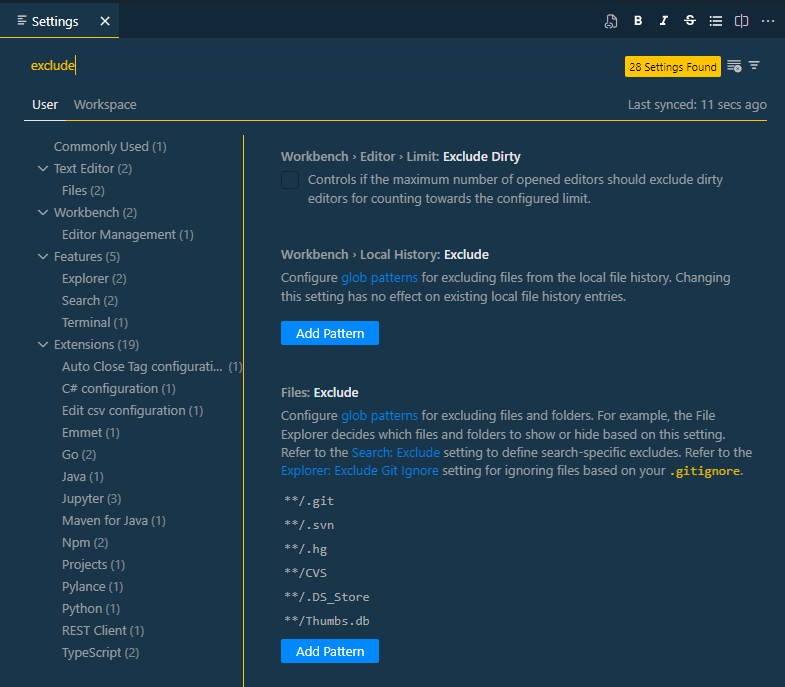 Settings
B I S
exclude
28 Settings Found
User Workspace
Last synced: 11 secs ago
Commonly Used (1)
Text Editor (2)
Files (2)
Workbench (2)
Editor Management (1)
Features (5)
Explorer (2)
Search (2)
Terminal (1)
Extensions (19)
Auto Close Tag configurati... (1)
C# configuration (1)
Edit csv configuration (1)
Emmet (1)
Go (2)
Java (1)
Jupyter (3)
Maven for Java (1)
Npm (2)
Projects (1)
Pylance (1)
Python (1)
REST Client (1)
TypeScript (2)
Workbench › Editor › Limit: Exclude Dirty
Controls if the maximum number of opened editors should exclude dirty
editors for counting towards the configured limit.
Workbench › Local History: Exclude
Configure glob patterns for excluding files from the local file history. Changing
this setting has no effect on existing local file history entries.
Add Pattern
Files: Exclude
Configure glob patterns for excluding files and folders. For example, the File
Explorer decides which files and folders to show or hide based on this setting.
Refer to the Search: Exclude setting to define search-specific excludes. Refer to the
Explorer: Exclude Git Ignore setting for ignoring files based on your .gitignore.
**/.git
**/.svn
**/.hg
**/CVS
**/.DS_Store
**/Thumbs.db
Add Pattern